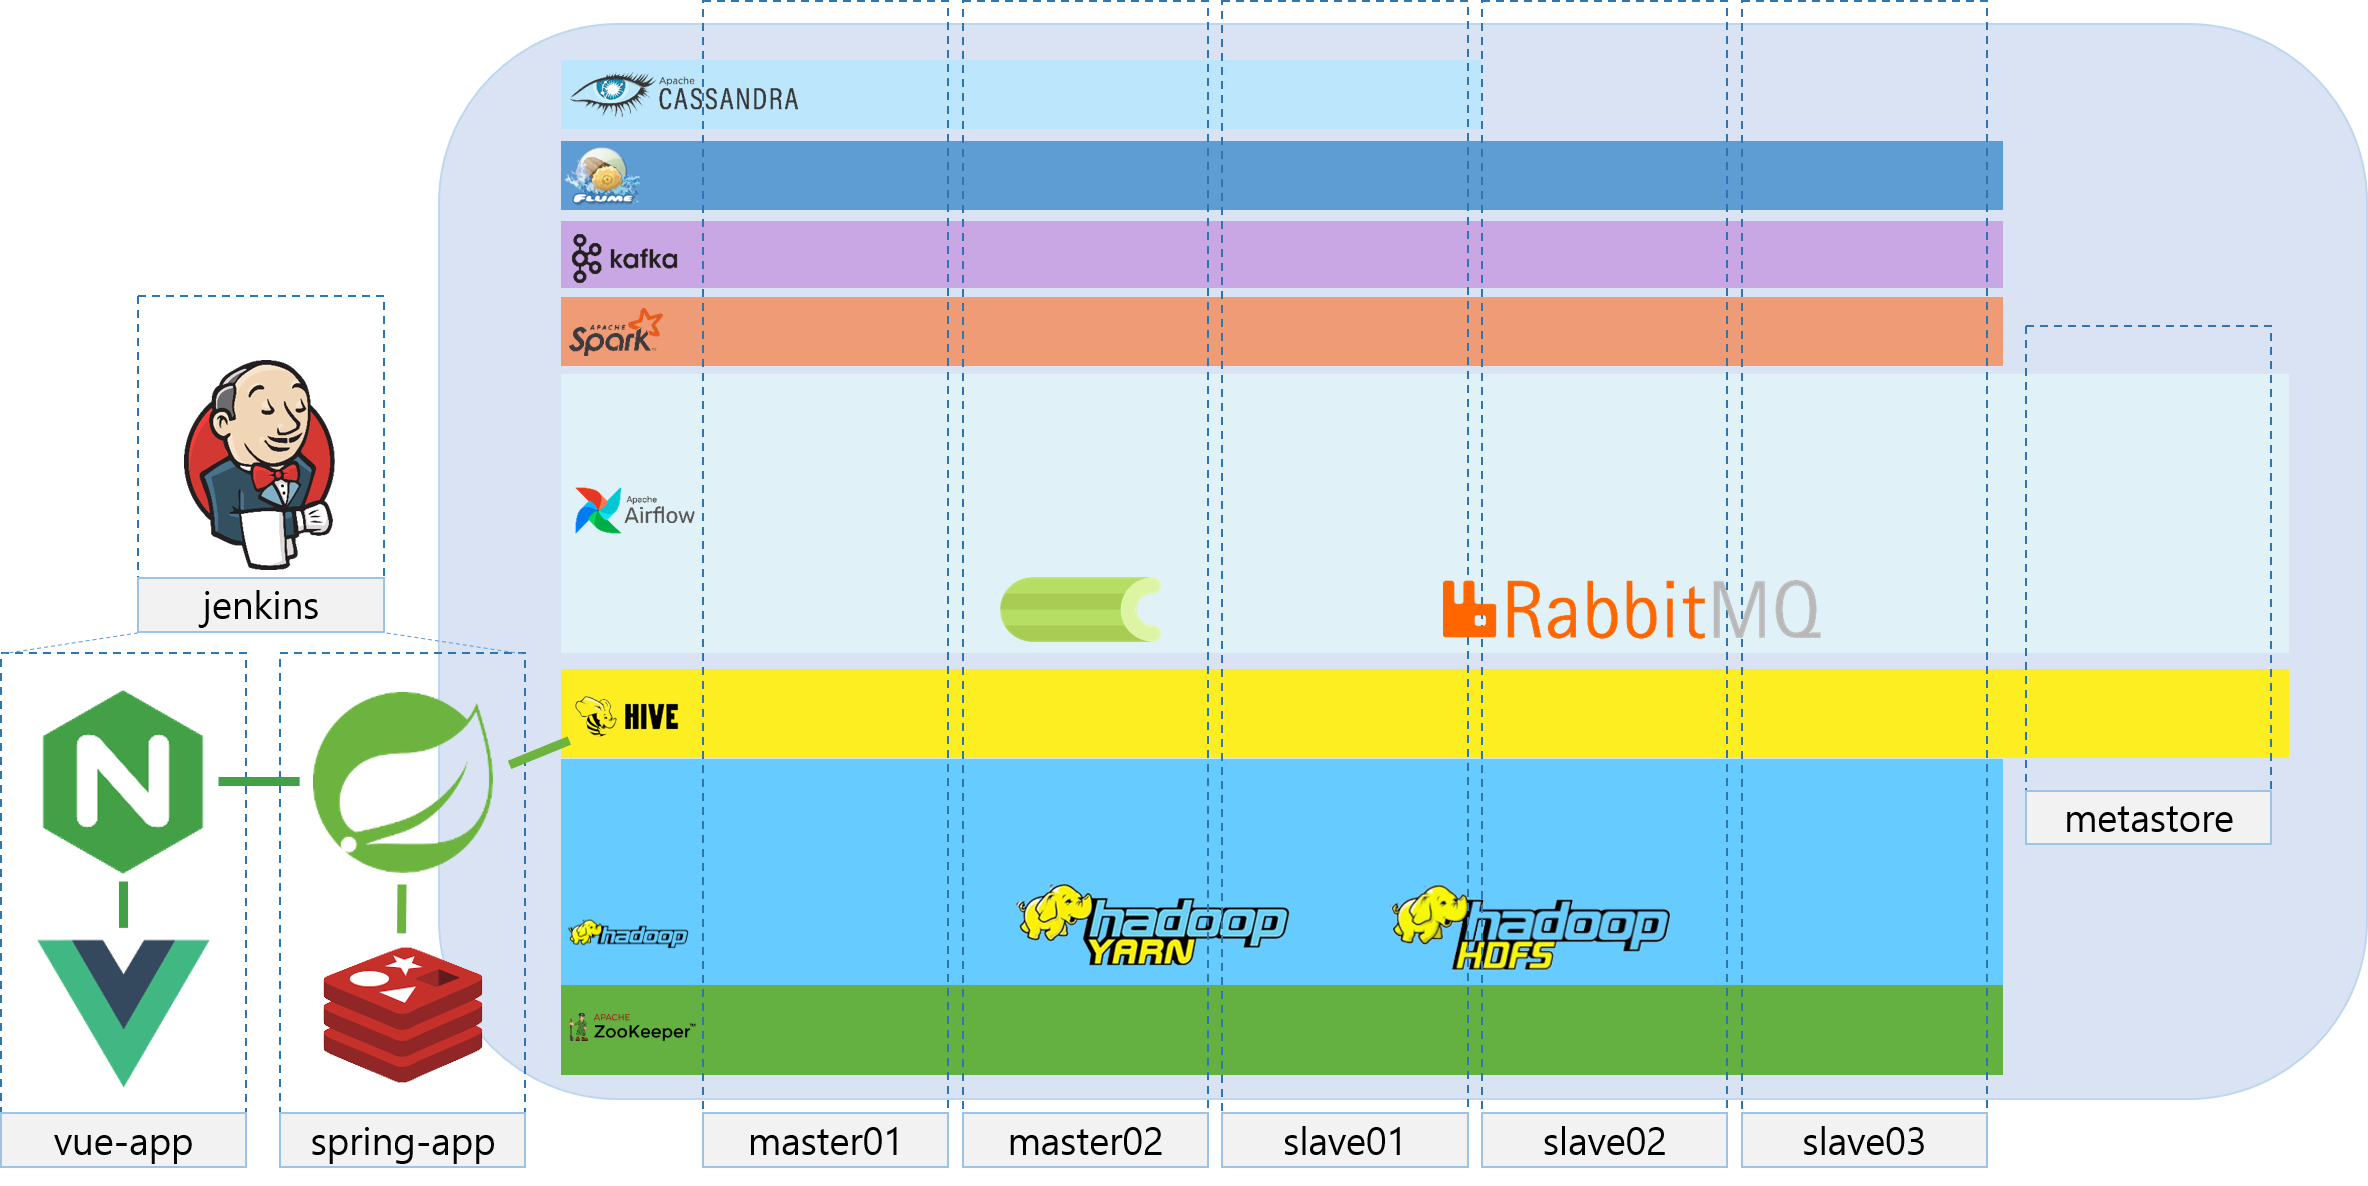 Apache
CASSANDRA
FLUME
kafka
APACHE
Spark
jenkins
Apache
Airflow
RabbitMQ
HIVE
metastore
hadoop
hadoop
YARN
hadoop
HDFS
APACHE
ZooKeeper™
vue-app
spring-app
master01
master02
slave01
slave02
slave03